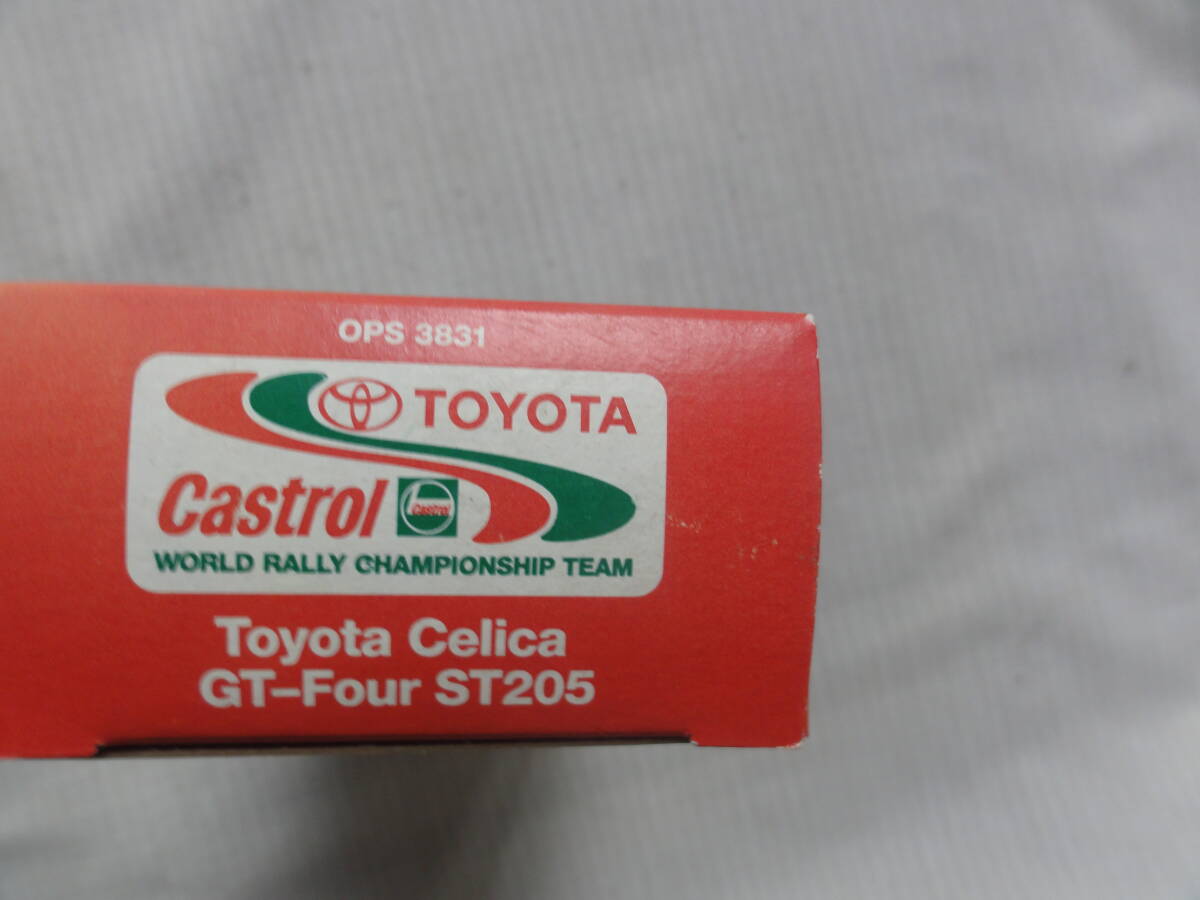 OPS 3831
TOYOTA
Castrol
Castrol
WORLD RALLY CHAMPIONSHIP TEAM
Toyota Celica
GT-Four ST205